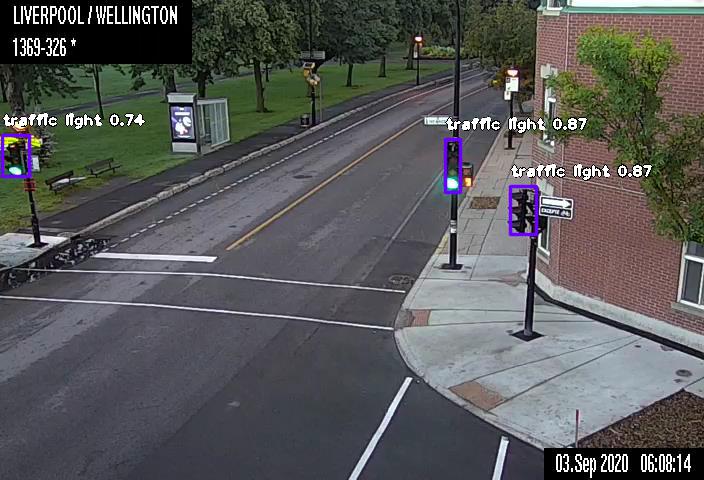 LIVERPOOL / WELLINGTON
1369-326 *
traffic light 0.74
traffic light 0.87
traffic light 0.87
EXCEPTÉ
03.Sep 2020 06:08:14